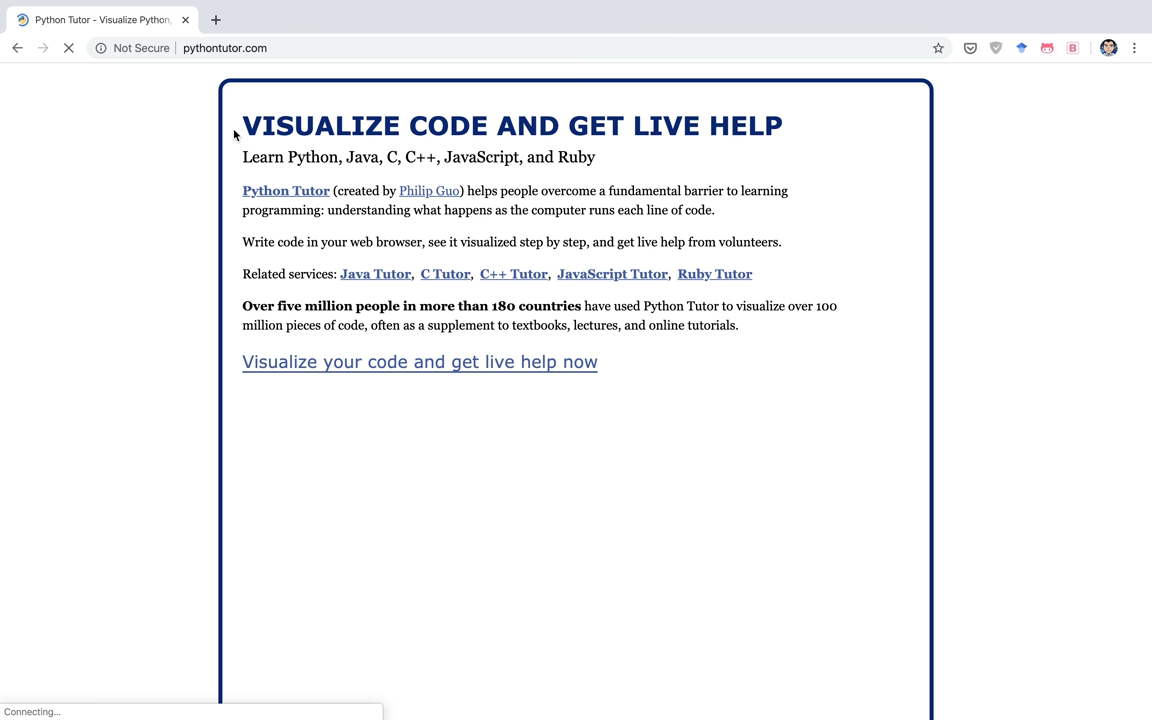 Python Tutor - Visualize Python,
Not Secure pythontutor.com
VISUALIZE CODE AND GET LIVE HELP
Learn Python, Java, C, C++, JavaScript, and Ruby
Python Tutor (created by Philip Guo) helps people overcome a fundamental barrier to learning
programming: understanding what happens as the computer runs each line of code.
Write code in your web browser, see it visualized step by step, and get live help from volunteers.
Related services: Java Tutor, C Tutor, C++ Tutor, JavaScript Tutor, Ruby Tutor
Over five million people in more than 180 countries have used Python Tutor to visualize over 100
million pieces of code, often as a supplement to textbooks, lectures, and online tutorials.
Visualize your code and get live help now
Connecting...